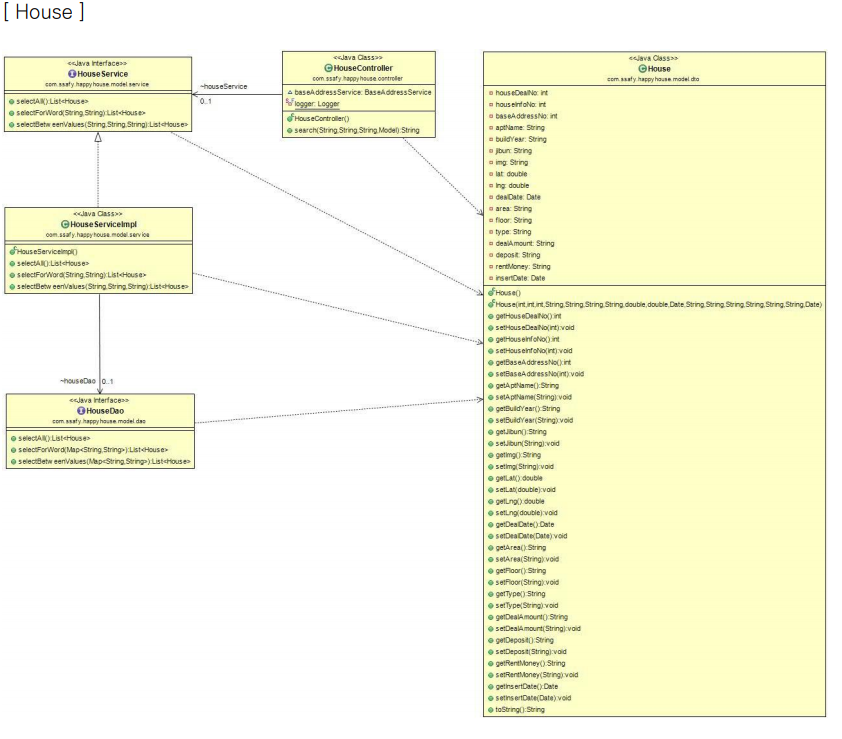 [ House ]
<<Java Interface>>
HouseService
com.ssafy.happyhouse.model.service
selectAll():List<House>
selectForWord(String,String):List<House>
selectBetweenValues(String,String,String):List<House>
~houseService
0..1
<<Java Class>>
HouseController
com.ssafy.happyhouse.controller
baseAddressService: BaseAddressService
logger: Logger
HouseController()
search(String,String,String,Model):String
<<Java Class>>
HouseServiceImpl
com.ssafy.happyhouse.model.service
HouseServiceImpl()
selectAll():List<House>
selectForWord(String,String):List<House>
selectBetweenValues(String,String,String):List<House>
~houseDao
0..1
<<Java Interface>>
HouseDao
com.ssafy.happyhouse.model.dao
selectAll():List<House>
selectForWord(Map<String,String>):List<House>
selectBetweenValues(Map<String,String>):List<House>
<<Java Class>>
House
com.ssafy.happyhouse.model.dto
houseDealNo: int
houseInfoNo: int
baseAddressNo: int
aptName: String
buildYear: String
jibun: String
img: String
lat: double
lng: double
dealDate: Date
area: String
floor: String
type: String
dealAmount: String
deposit: String
rentMoney: String
insertDate: Date
House()
House(int,int,int,String,String,String,String,double,double,Date,String,String,String,String,String,String,Date)
getHouseDealNo():int
setHouseDealNo(int):void
getHouseInfoNo():int
setHouseInfoNo(int):void
getBaseAddressNo():int
setBaseAddressNo(int):void
getAptName():String
setAptName(String):void
getBuildYear():String
setBuildYear(String):void
getJibun():String
setJibun(String):void
getImg():String
setImg(String):void
getLat():double
setLat(double):void
getLng():double
setLng(double):void
getDealDate():Date
setDealDate(Date):void
getArea():String
setArea(String):void
getFloor():String
setFloor(String):void
getType():String
setType(String):void
getDealAmount():String
setDealAmount(String):void
getDeposit():String
setDeposit(String):void
getRentMoney():String
setRentMoney(String):void
getInsertDate():Date
setInsertDate(Date):void
toString():String